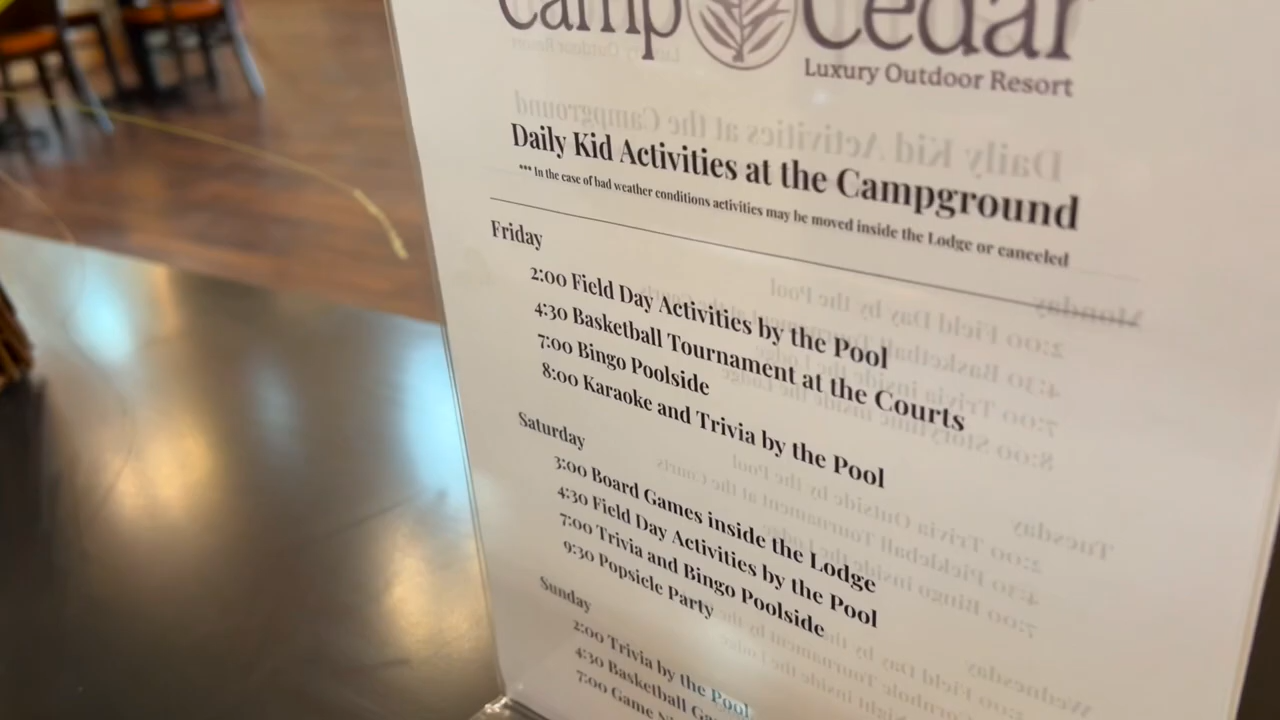 Camp Cedar
Luxury Outdoor Resort
Daily Kid Activities at the Campground
*** In the case of bad weather conditions activities may be moved inside the Lodge or canceled
Friday
2:00 Field Day Activities by the Pool
4:30 Basketball Tournament at the Courts
7:00 Bingo Poolside
8:00 Karaoke and Trivia by the Pool
Saturday
3:00 Board Games inside the Lodge
4:30 Field Day Activities by the Pool
7:00 Trivia and Bingo Poolside
9:30 Popsicle Party
Sunday
2:00 Trivia by the Pool
4:30 Basketball
7:00 Game